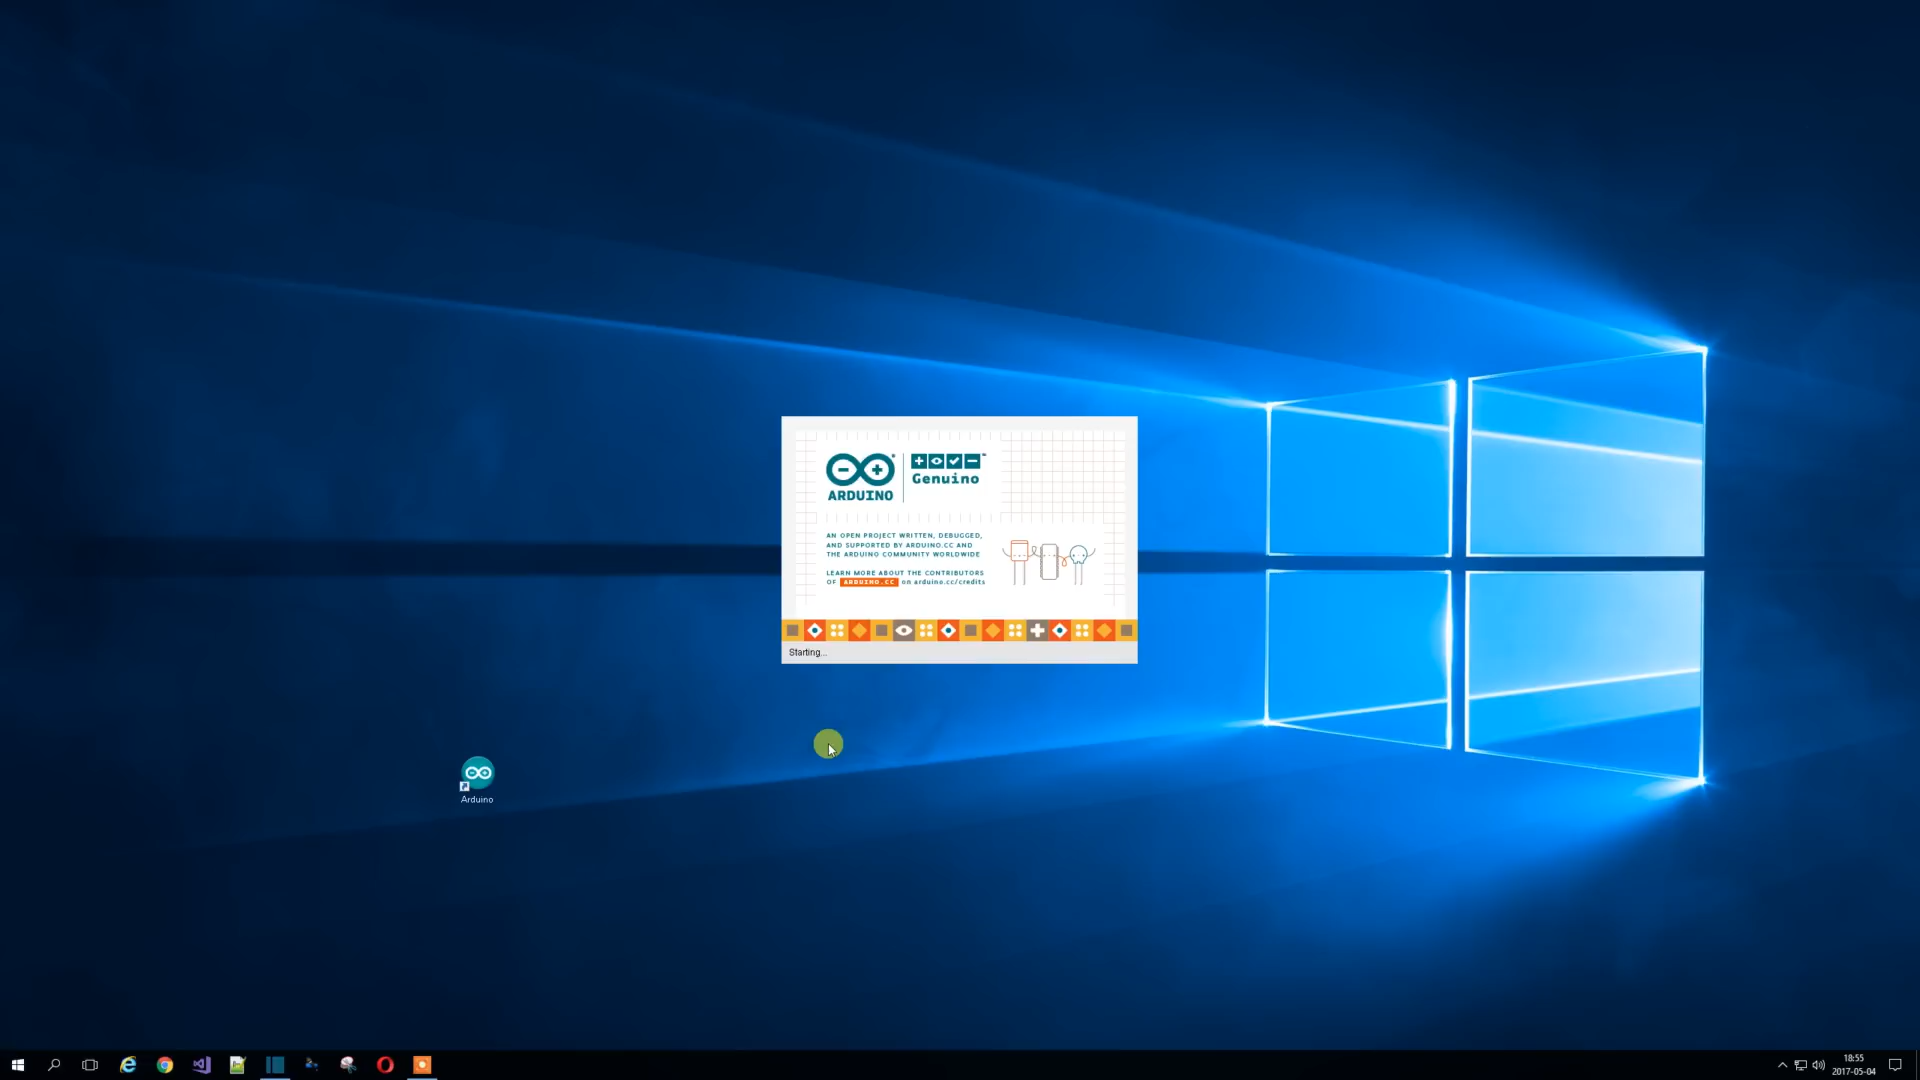 ARDUINO
Genuino
AN OPEN PROJECT WRITTEN, DEBUGGED,
AND SUPPORTED BY ARDUINO.CC AND
THE ARDUINO COMMUNITY WORLDWIDE
LEARN MORE ABOUT THE CONTRIBUTORS
OF ARDUINO.CC on arduino.cc/credits
Starting...
Arduino
18:55
2017-05-04